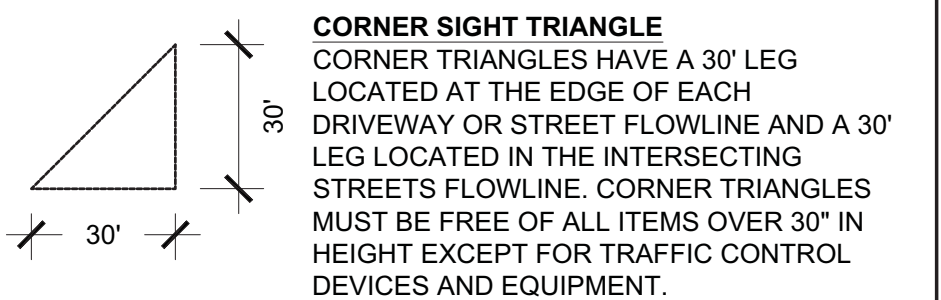 CORNER SIGHT TRIANGLE
CORNER TRIANGLES HAVE A 30' LEG
LOCATED AT THE EDGE OF EACH
DRIVEWAY OR STREET FLOWLINE AND A 30'
LEG LOCATED IN THE INTERSECTING
STREETS FLOWLINE. CORNER TRIANGLES
MUST BE FREE OF ALL ITEMS OVER 30" IN
HEIGHT EXCEPT FOR TRAFFIC CONTROL
DEVICES AND EQUIPMENT.
30'
30'